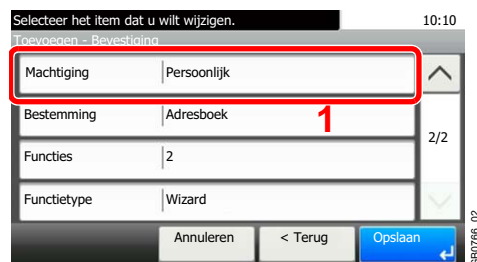 Selecteer het item dat u wilt wijzigen. 10:10
Toevoegen - Bevestiging
Machtiging Persoonlijk
Bestemming Adresboek
1
2/2
Functies 2
Functietype Wizard
Annuleren < Terug Opslaan
GB0766_02